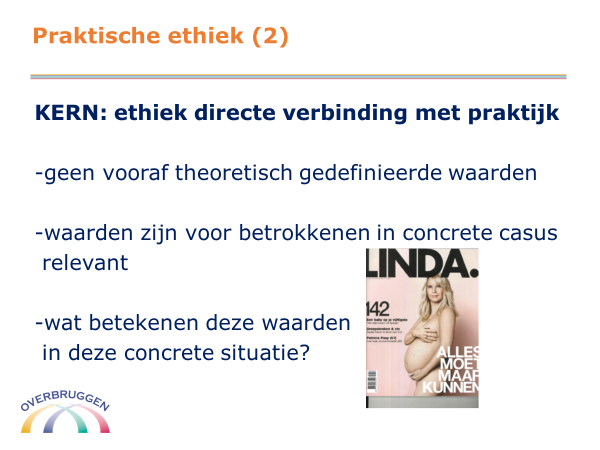 Praktische ethiek (2)
KERN: ethiek directe verbinding met praktijk
-geen vooraf theoretisch gedefinieerde waarden
-waarden zijn voor betrokkenen in concrete casus
relevant
-wat betekenen deze waarden
in deze concrete situatie?
LINDA.
142
ALLES
MOET
MAAR
KUNNEN
OVERBRUGGEN